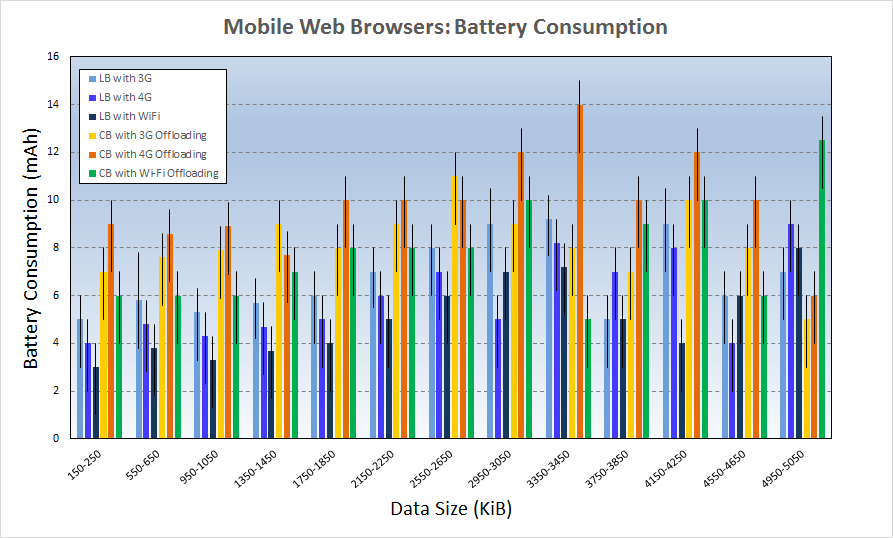 Mobile Web Browsers: Battery Consumption
16
14
12
10
8
6
4
2
0
Battery Consumption (mAh)
LB with 3G
LB with 4G
LB with WiFi
CB with 3G Offloading
CB with 4G Offloading
CB with Wi-Fi Offloading
150-250
550-650
950-1050
1350-1450
1750-1850
2150-2250
2550-2650
2950-3050
3350-3450
3750-3850
4150-4250
4550-4650
4950-5050
Data Size (KiB)